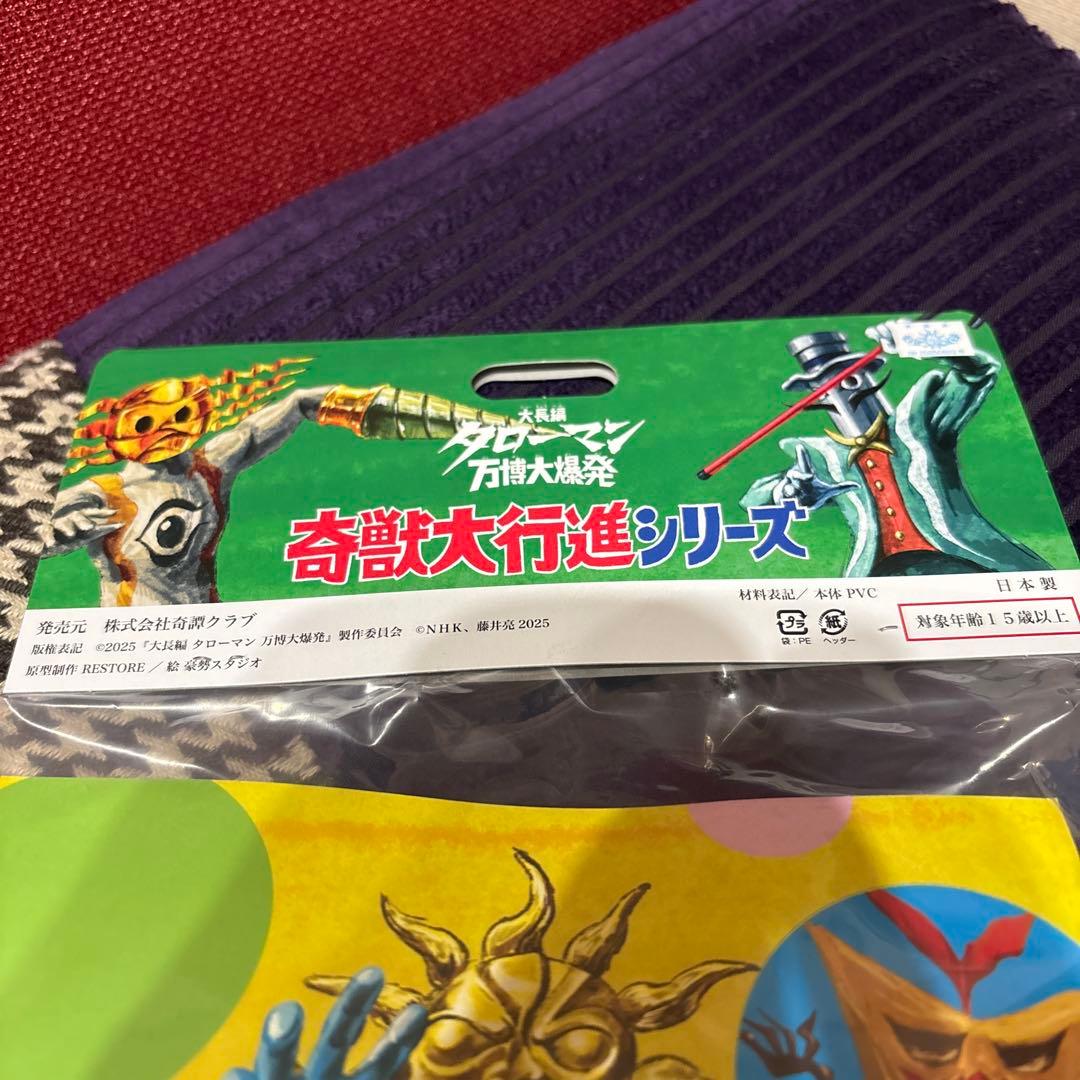 大長編
タローマン
万博大爆発
奇獣大行進シリーズ
材料表記／本体 PVC
日本製
発売元 株式会社奇譚クラブ
版権表記 ©2025『大長編 タローマン 万博大爆発』製作委員会 ©NHK、藤井亮 2025
原型制作 RESTORE ／ 絵 豪勢スタジオ
プラ
袋：PE
紙
ヘッダー
対象年齢15歳以上